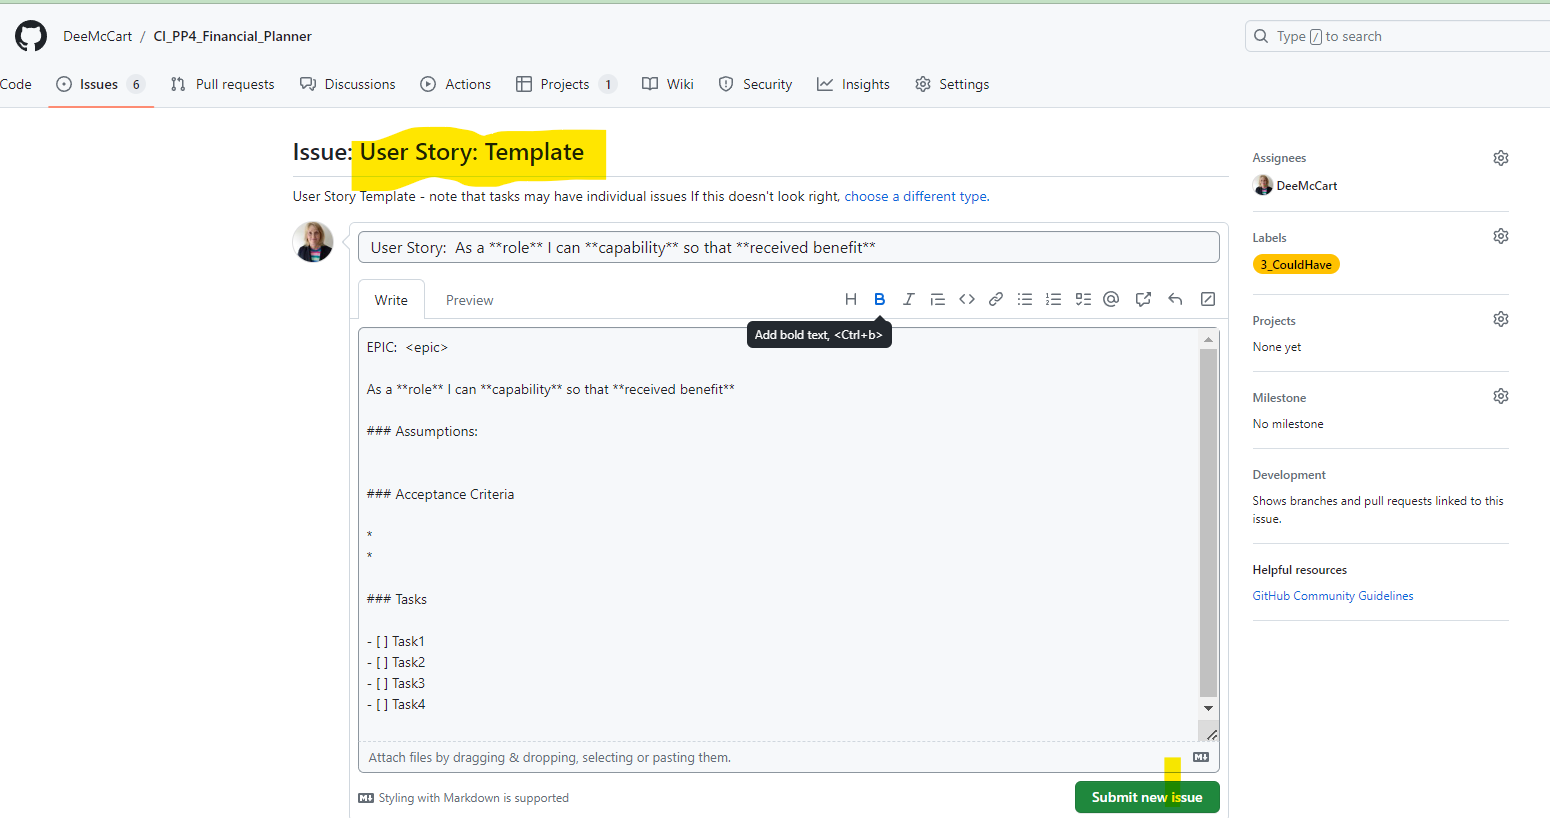 DeeMcCart / CI_PP4_Financial_Planner
Type / to search
Code Issues 6 Pull requests Discussions Actions Projects 1 Wiki Security Insights Settings
Issue: User Story: Template
User Story Template - note that tasks may have individual issues If this doesn't look right, choose a different type.
User Story:  As a **role** I can **capability** so that **received benefit**
Write Preview
H B I
Add bold text, <Ctrl+b>
EPIC:  <epic>
As a **role** I can **capability** so that **received benefit**
### Assumptions:
### Acceptance Criteria
*
*
### Tasks
- [ ] Task1
- [ ] Task2
- [ ] Task3
- [ ] Task4
Attach files by dragging & dropping, selecting or pasting them.
Styling with Markdown is supported
Submit new issue
Assignees
DeeMcCart
Labels
3_CouldHave
Projects
None yet
Milestone
No milestone
Development
Shows branches and pull requests linked to this
issue.
Helpful resources
GitHub Community Guidelines